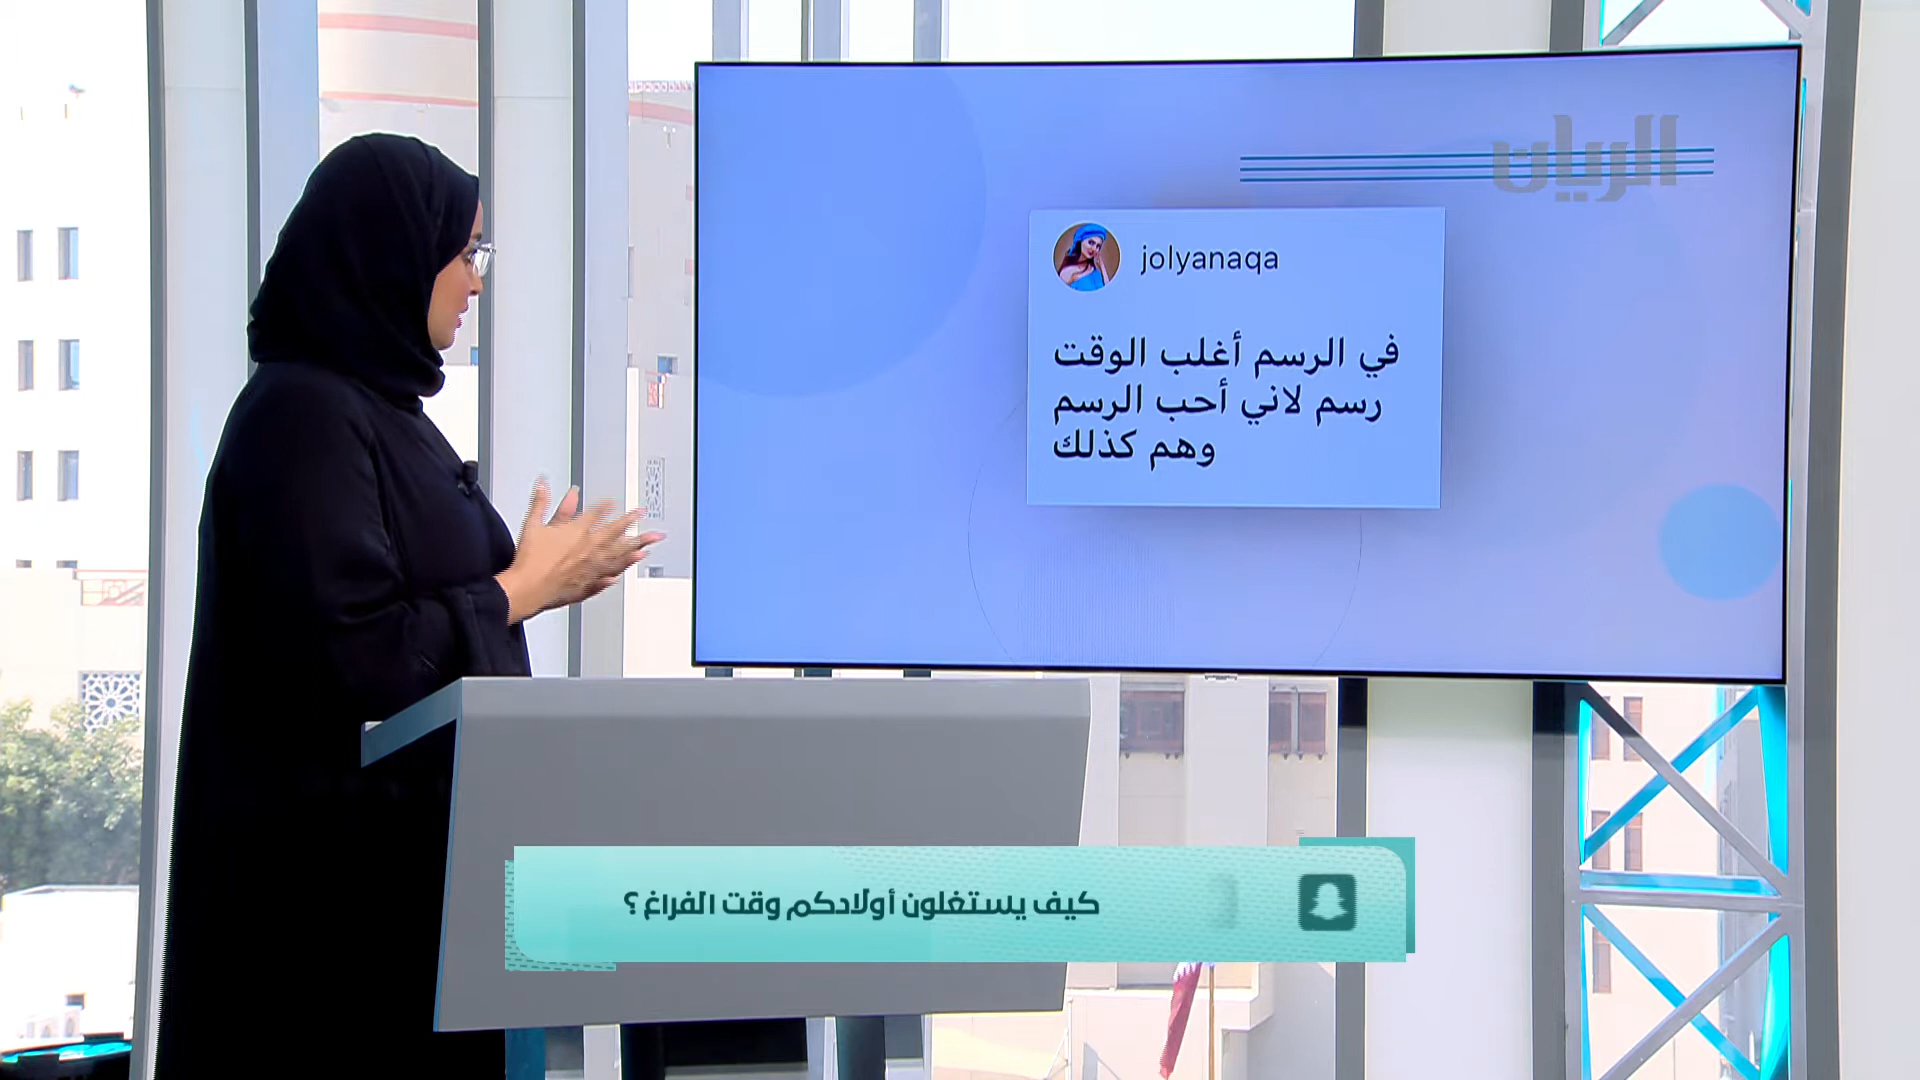 الريان
jolyanaqa
في الرسم أغلب الوقت
رسم لاني أحب الرسم
وهم كذلك
كيف يستغلون أولادكم وقت الفراغ ؟